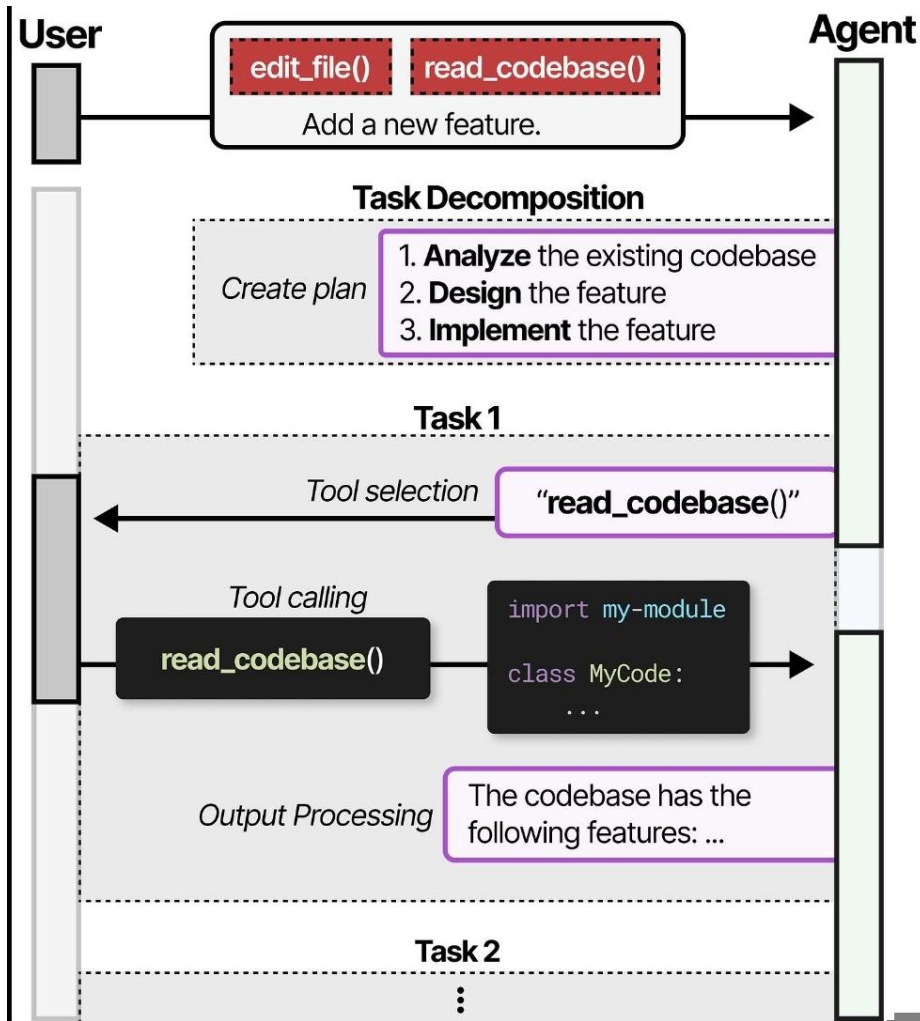 User
Agent
edit_file() read_codebase()
Add a new feature.
Task Decomposition
Create plan
1. Analyze the existing codebase
2. Design the feature
3. Implement the feature
Task 1
Tool selection
“read_codebase()”
Tool calling
read_codebase()
import my-module
class MyCode:
...
Output Processing
The codebase has the
following features: ...
Task 2
⋮